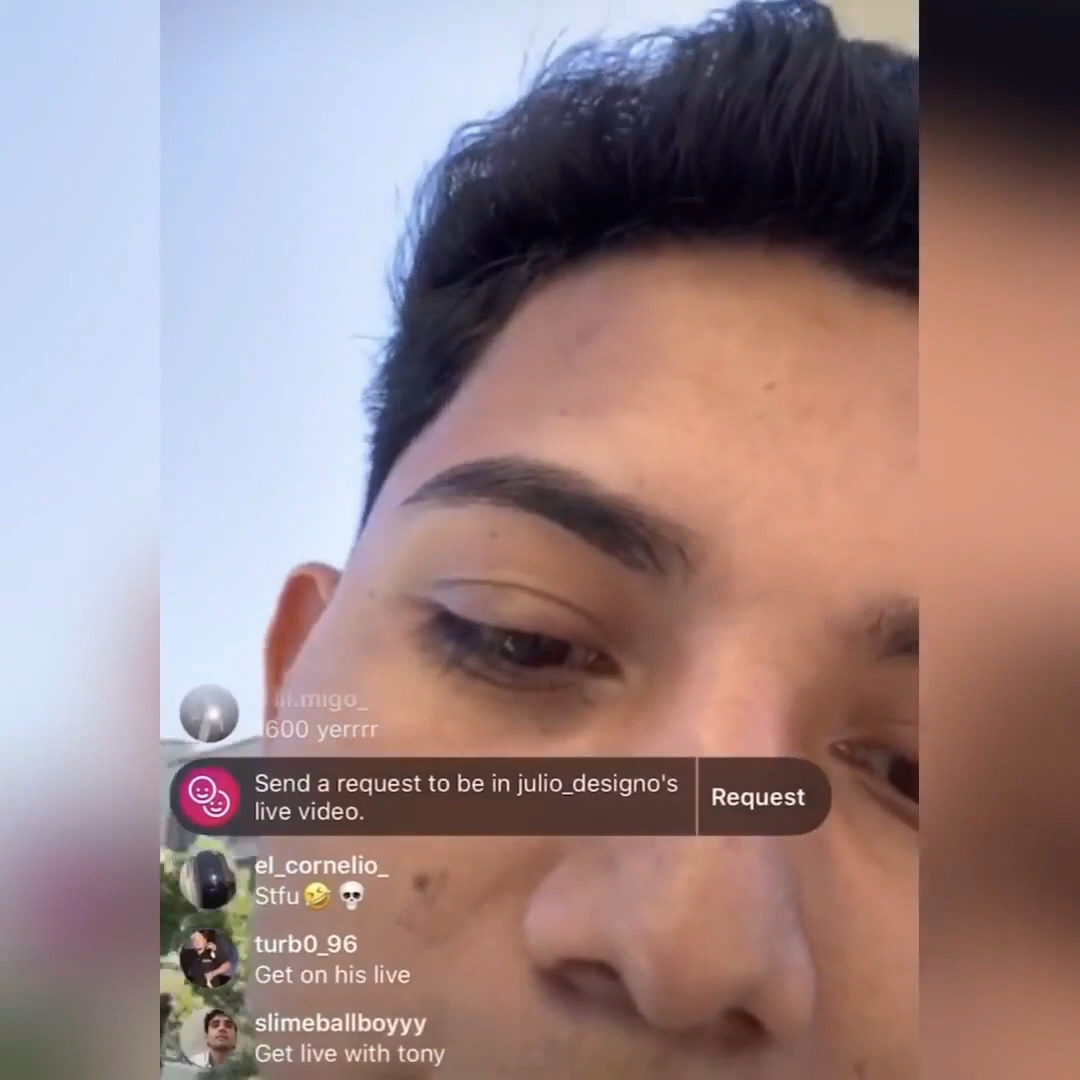 600 yerrrr
Send a request to be in julio_designo's
live video.
Request
el_cornelio_
Stfu🤣💀
turb0_96
Get on his live
slimeballboyyy
Get live with tony